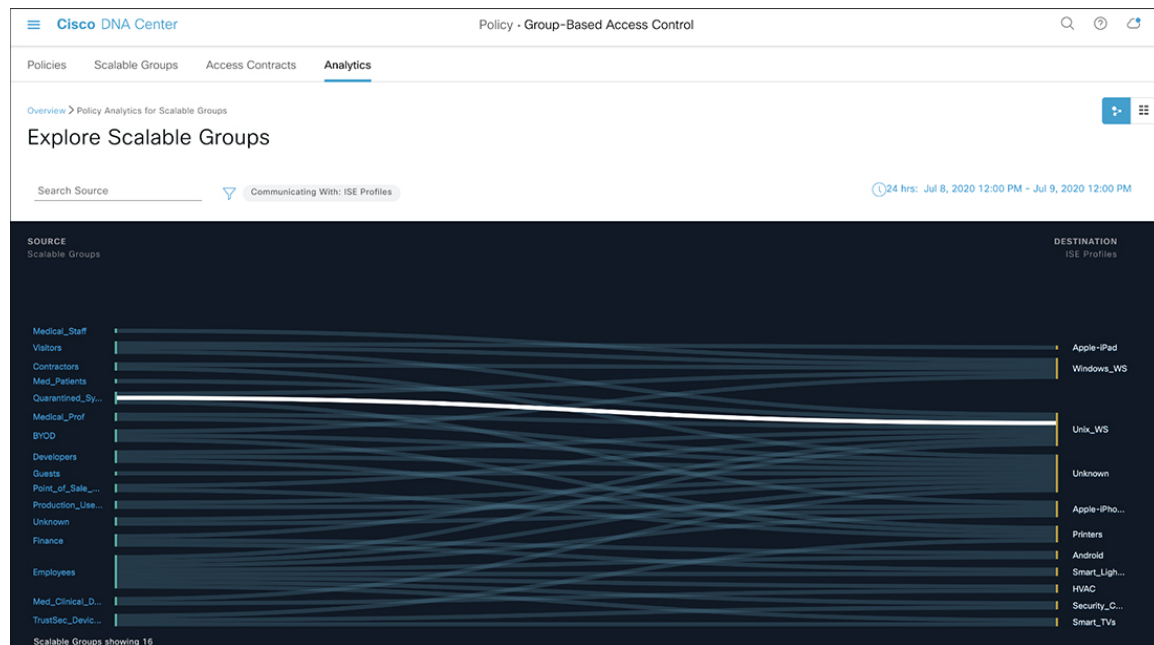 Cisco DNA Center
Policy · Group-Based Access Control
Policies Scalable Groups Access Contracts Analytics
Overview > Policy Analytics for Scalable Groups
Explore Scalable Groups
Search Source
Communicating With: ISE Profiles
24 hrs: Jul 8, 2020 12:00 PM - Jul 9, 2020 12:00 PM
SOURCE
Scalable Groups
DESTINATION
ISE Profiles
Medical_Staff
Visitors
Contractors
Med_Patients
Quarantined_Sy...
Medical_Prof
BYOD
Developers
Guests
Point_of_Sale_...
Production_Use...
Unknown
Finance
Employees
Med_Clinical_D...
TrustSec_Devic...
Apple-iPad
Windows_WS
Unix_WS
Unknown
Apple-iPho...
Printers
Android
Smart_Ligh...
HVAC
Security_C...
Smart_TVs
Scalable Groups showing 16